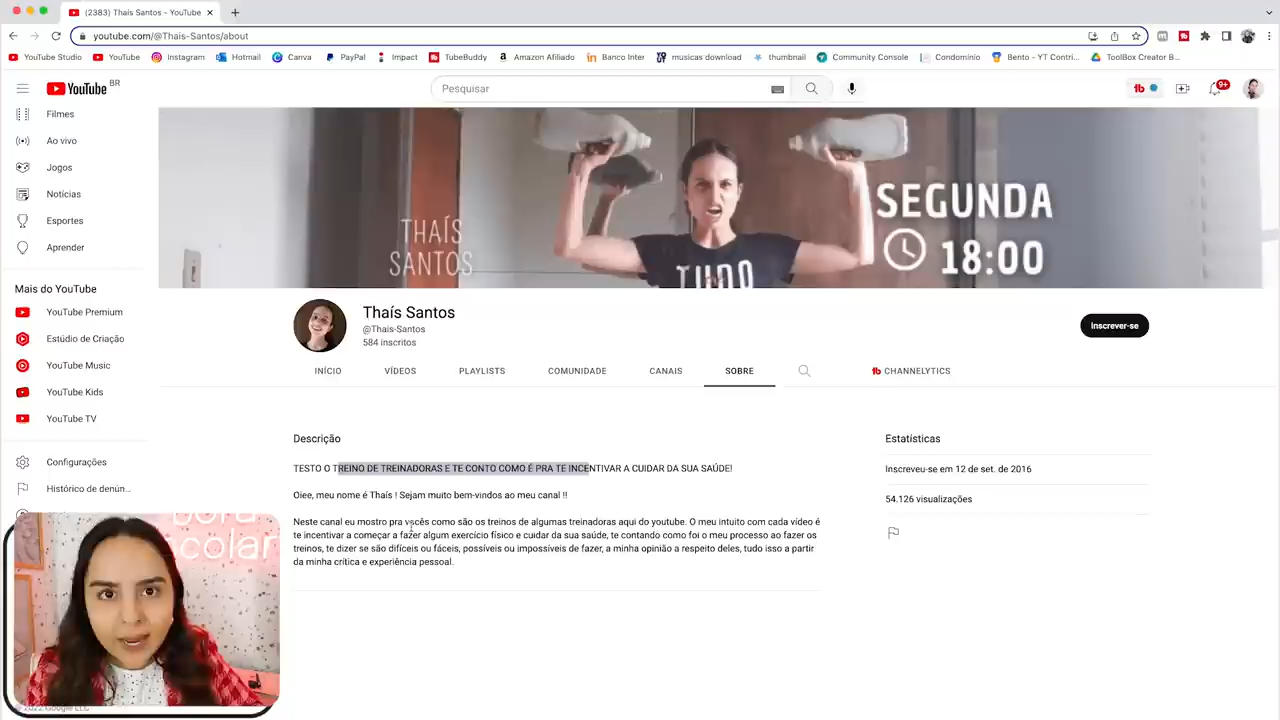 (2383) Thaís Santos - YouTube
youtube.com/@Thais-Santos/about
YouTube Studio YouTube Instagram Hotmail Canva PayPal Impact TubeBuddy Amazon Afiliado Banco Inter musicas download thumbnail Community Console Condomínio Bento - YT Contri... ToolBox Creator B...
YouTube BR
Pesquisar
tb
9+
Filmes
Ao vivo
Jogos
Notícias
Esportes
Aprender
Mais do YouTube
YouTube Premium
Estúdio de Criação
YouTube Music
YouTube Kids
YouTube TV
Configurações
Histórico de denún...
THAÍS
SANTOS
TUDO
SEGUNDA
18:00
Thaís Santos
@Thais-Santos
584 inscritos
Inscrever-se
INÍCIO VÍDEOS PLAYLISTS COMUNIDADE CANAIS SOBRE tb CHANNELYTICS
Descrição
TESTO O TREINO DE TREINADORAS E TE CONTO COMO É PRA TE INCENTIVAR A CUIDAR DA SUA SAÚDE!
Oiee, meu nome é Thaís ! Sejam muito bem-vindos ao meu canal !!
Neste canal eu mostro pra vocês como são os treinos de algumas treinadoras aqui do youtube. O meu intuito com cada vídeo é
te incentivar a começar a fazer algum exercício físico e cuidar da sua saúde, te contando como foi o meu processo ao fazer os
treinos, te dizer se são difíceis ou fáceis, possíveis ou impossíveis de fazer, a minha opinião a respeito deles, tudo isso a partir
da minha crítica e experiência pessoal.
Estatísticas
Inscreveu-se em 12 de set. de 2016
54.126 visualizações
bora
© 2022 Google LLC